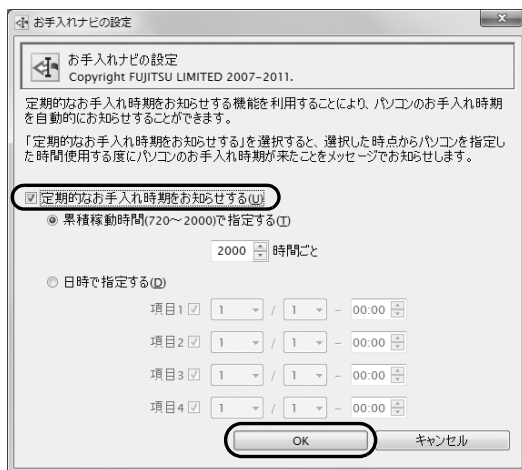 お手入れナビの設定
お手入れナビの設定
Copyright FUJITSU LIMITED 2007-2011.
定期的なお手入れ時期をお知らせする機能を利用することにより、パソコンのお手入れ時期
を自動的にお知らせすることができます。
「定期的なお手入れ時期をお知らせする」を選択すると、選択した時点からパソコンを指定し
た時間使用する度にパソコンのお手入れ時期が来たことをメッセージでお知らせします。
定期的なお手入れ時期をお知らせする(U)
累積稼動時間(720～2000)で指定する(T)
2000 時間ごと
日時で指定する(D)
項目1 1 / 1 - 00:00
項目2 1 / 1 - 00:00
項目3 1 / 1 - 00:00
項目4 1 / 1 - 00:00
OK キャンセル